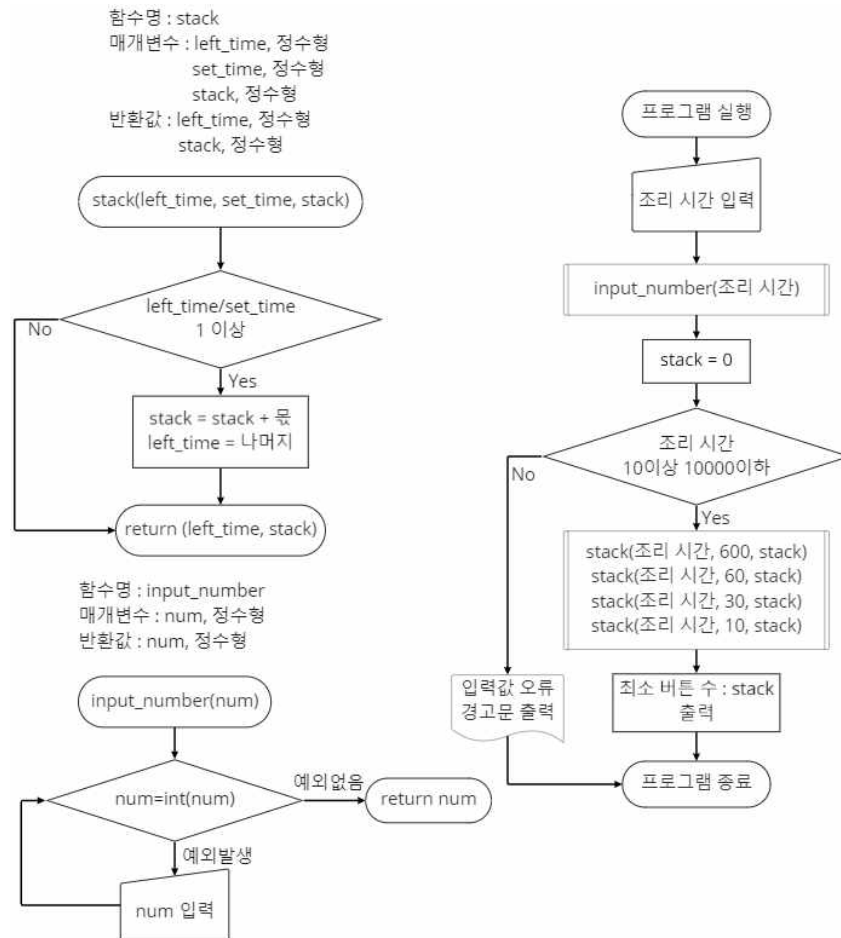 함수명 : stack
매개변수 : left_time, 정수형
set_time, 정수형
stack, 정수형
반환값 : left_time, 정수형
stack, 정수형
stack(left_time, set_time, stack)
left_time/set_time
1 이상
No
Yes
stack = stack + 몫
left_time = 나머지
return (left_time, stack)
함수명 : input_number
매개변수 : num, 정수형
반환값 : num, 정수형
input_number(num)
num=int(num)
예외없음
return num
예외발생
num 입력
프로그램 실행
조리 시간 입력
input_number(조리 시간)
stack = 0
조리 시간
10이상 10000이하
No
Yes
stack(조리 시간, 600, stack)
stack(조리 시간, 60, stack)
stack(조리 시간, 30, stack)
stack(조리 시간, 10, stack)
입력값 오류
경고문 출력
최소 버튼 수 : stack
출력
프로그램 종료